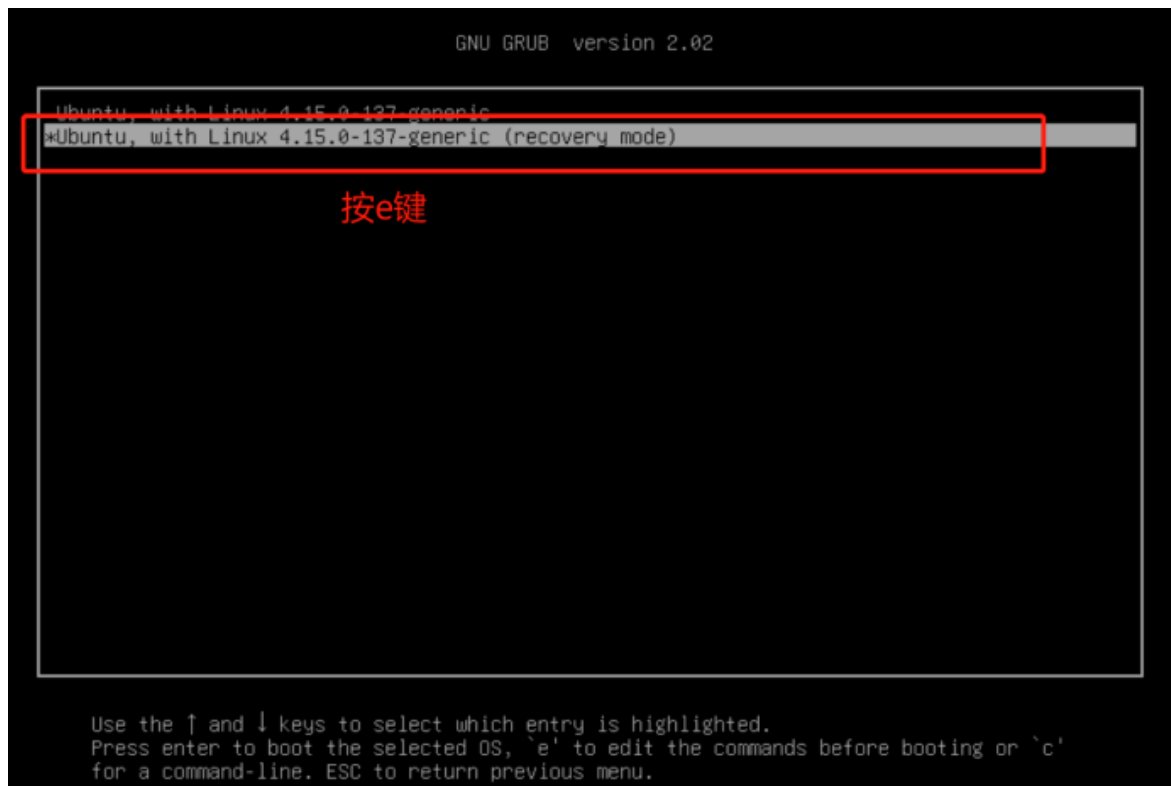 GNU GRUB  version 2.02
Ubuntu, with Linux 4.15.0-137-generic
*Ubuntu, with Linux 4.15.0-137-generic (recovery mode)
按e键
Use the ↑ and ↓ keys to select which entry is highlighted.
Press enter to boot the selected OS, `e' to edit the commands before booting or `c'
for a command-line. ESC to return previous menu.